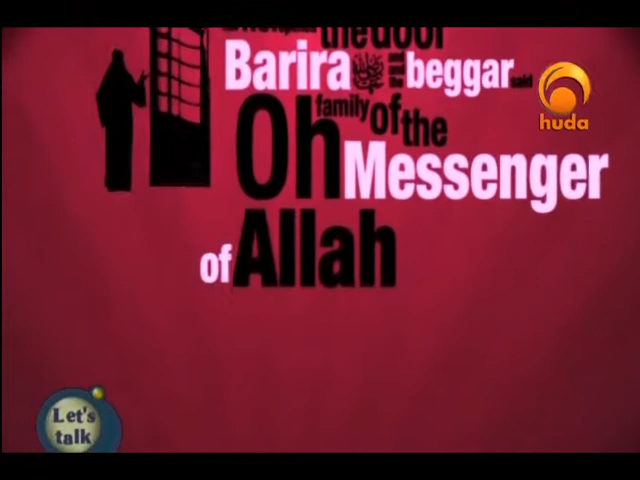 the door
Barira beggar said
huda
family of the
Oh Messenger
of Allah
Let's
talk